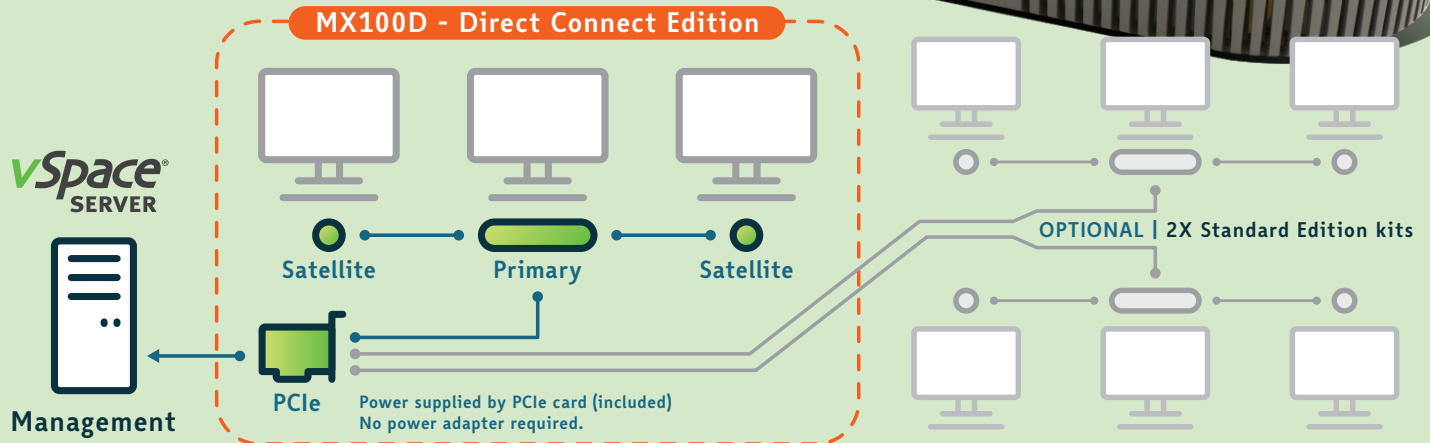 MX100D - Direct Connect Edition
vSpace®
SERVER
Satellite
Primary
Satellite
OPTIONAL | 2X Standard Edition kits
PCIe
Power supplied by PCIe card (included)
No power adapter required.
Management